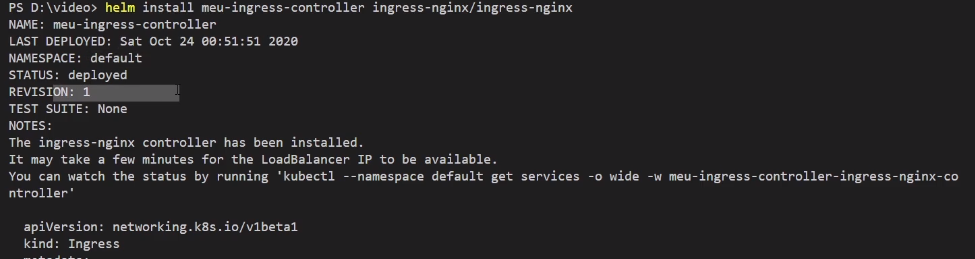 PS D:\video> helm install meu-ingress-controller ingress-nginx/ingress-nginx
NAME: meu-ingress-controller
LAST DEPLOYED: Sat Oct 24 00:51:51 2020
NAMESPACE: default
STATUS: deployed
REVISION: 1
TEST SUITE: None
NOTES:
The ingress-nginx controller has been installed.
It may take a few minutes for the LoadBalancer IP to be available.
You can watch the status by running 'kubectl --namespace default get services -o wide -w meu-ingress-controller-ingress-nginx-co
ntroller'
apiVersion: networking.k8s.io/v1beta1
kind: Ingress
metadata: